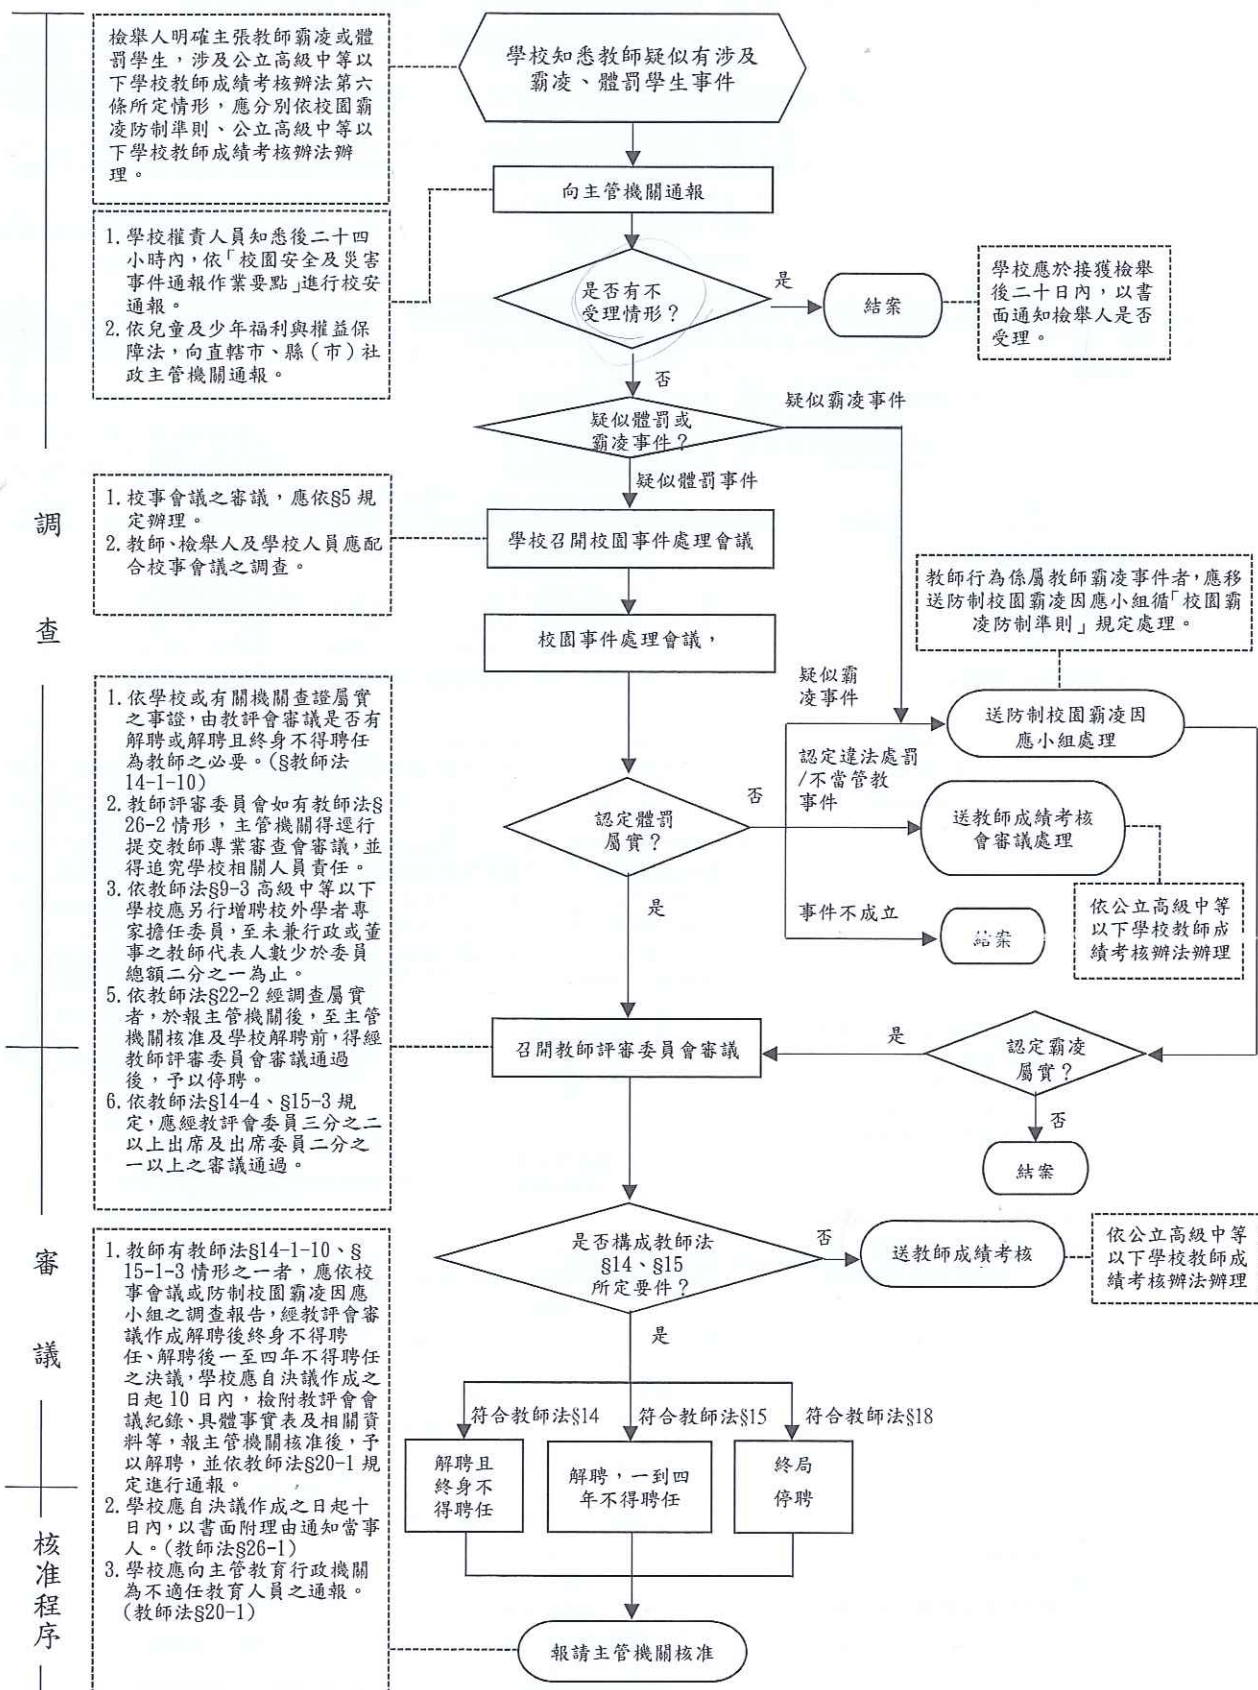 檢舉人明確主張教師霸凌或體
罰學生，涉及公立高級中等以
下學校教師成績考核辦法第六
條所定情形，應分別依校園霸
凌防制準則、公立高級中等以
下學校教師成績考核辦法辦
理。
學校知悉教師疑似有涉及
霸凌、體罰學生事件
向主管機關通報
1. 學校權責人員知悉後二十四
小時內，依「校園安全及災害
事件通報作業要點」進行校安
通報。
2. 依兒童及少年福利與權益保
障法，向直轄市、縣（市）社
政主管機關通報。
是否有不
受理情形？
是
結案
學校應於接獲檢舉
後二十日內，以書
面通知檢舉人是否
受理。
否
疑似體罰或
霸凌事件？
疑似霸凌事件
疑似體罰事件
調
查
1. 校事會議之審議，應依§5 規
定辦理。
2. 教師、檢舉人及學校人員應配
合校事會議之調查。
學校召開校園事件處理會議
校園事件處理會議，
教師行為係屬教師霸凌事件者，應移
送防制校園霸凌因應小組循「校園霸
凌防制準則」規定處理。
疑似霸
凌事件
送防制校園霸凌因
應小組處理
1. 依學校或有關機關查證屬實
之事證，由教評會審議是否有
解聘或解聘且終身不得聘任
為教師之必要。(§教師法
14-1-10)
2. 教師評審委員會如有教師法§
26-2 情形，主管機關得逕行
提交教師專業審查會審議，並
得追究學校相關人員責任。
3. 依教師法§9-3 高級中等以下
學校應另行增聘校外學者專
家擔任委員，至未兼行政或董
事之教師代表人數少於委員
總額二分之一為止。
5. 依教師法§22-2 經調查屬實
者，於報主管機關後，至主管
機關核准及學校解聘前，得經
教師評審委員會審議通過
後，予以停聘。
6. 依教師法§14-4、§15-3 規
定，應經教評會委員三分之二
以上出席及出席委員二分之
一以上之審議通過。
認定體罰
屬實？
否
認定違法處罰
/不當管教
事件
送教師成績考核
會審議處理
依公立高級中等
以下學校教師成
績考核辦法辦理
事件不成立
結案
是
召開教師評審委員會審議
是
認定霸凌
屬實？
否
結案
審
議
是否構成教師法
§14、§15
所定要件？
否
送教師成績考核
依公立高級中等
以下學校教師成
績考核辦法辦理
是
1. 教師有教師法§14-1-10、§
15-1-3 情形之一者，應依校
事會議或防制校園霸凌因應
小組之調查報告，經教評會審
議作成解聘後終身不得聘
任、解聘後一至四年不得聘任
之決議，學校應自決議作成之
日起 10 日內，檢附教評會會
議紀錄、具體事實表及相關資
料等，報主管機關核准後，予
以解聘，並依教師法§20-1 規
定進行通報。
2. 學校應自決議作成之日起十
日內，以書面附理由通知當事
人。(教師法§26-1)
3. 學校應向主管教育行政機關
為不適任教育人員之通報。
(教師法§20-1)
符合教師法§14
符合教師法§15
符合教師法§18
解聘且
終身不
得聘任
解聘，一到四
年不得聘任
終局
停聘
核
准
程
序
報請主管機關核准